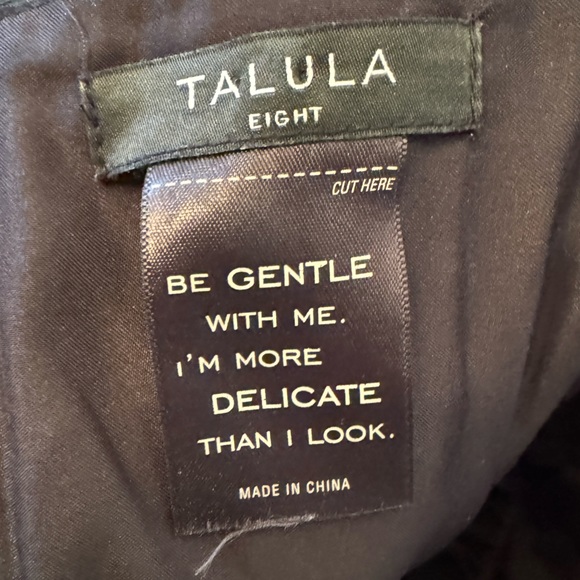 TALULA
EIGHT
CUT HERE
BE GENTLE
WITH ME.
I'M MORE
DELICATE
THAN I LOOK.
MADE IN CHINA